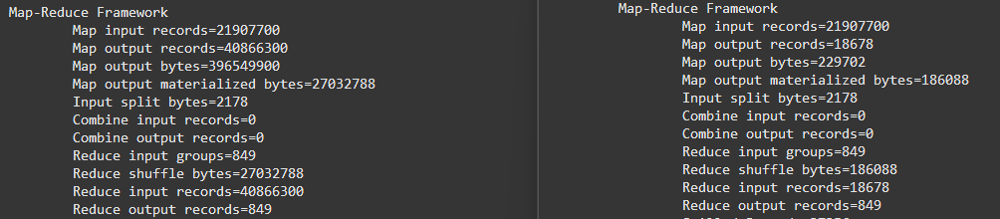 Map-Reduce Framework
Map input records=21907700
Map output records=40866300
Map output bytes=396549900
Map output materialized bytes=27032788
Input split bytes=2178
Combine input records=0
Combine output records=0
Reduce input groups=849
Reduce shuffle bytes=27032788
Reduce input records=40866300
Reduce output records=849
Map-Reduce Framework
Map input records=21907700
Map output records=18678
Map output bytes=229702
Map output materialized bytes=186088
Input split bytes=2178
Combine input records=0
Combine output records=0
Reduce input groups=849
Reduce shuffle bytes=186088
Reduce input records=18678
Reduce output records=849